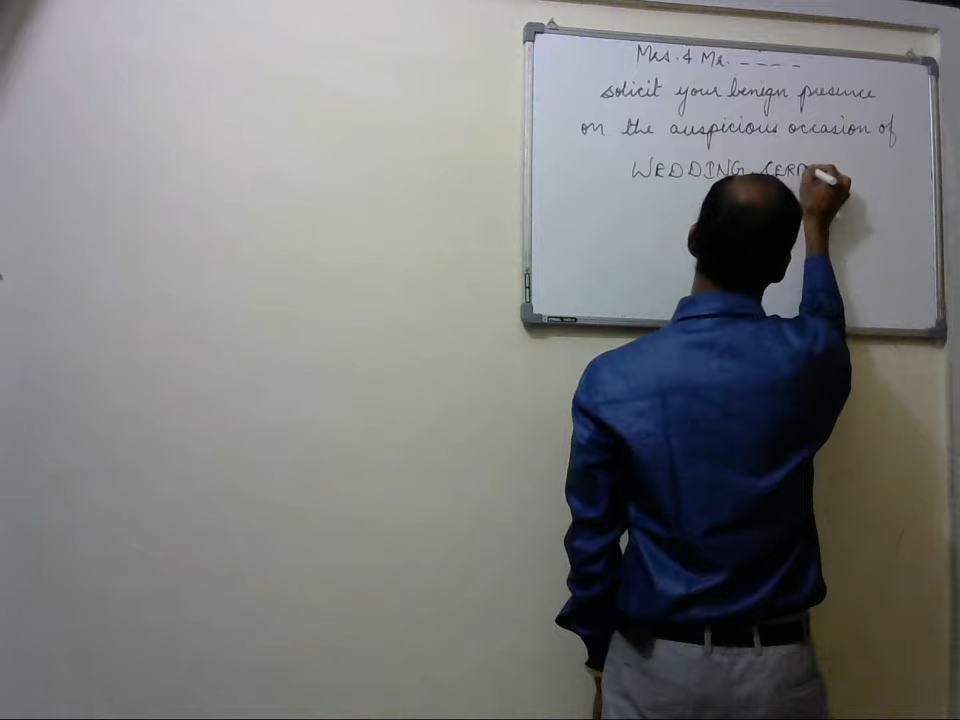 Mrs. & Mr. _ _ _ _
solicit your benign presence
on the auspicious occasion of
WEDDING